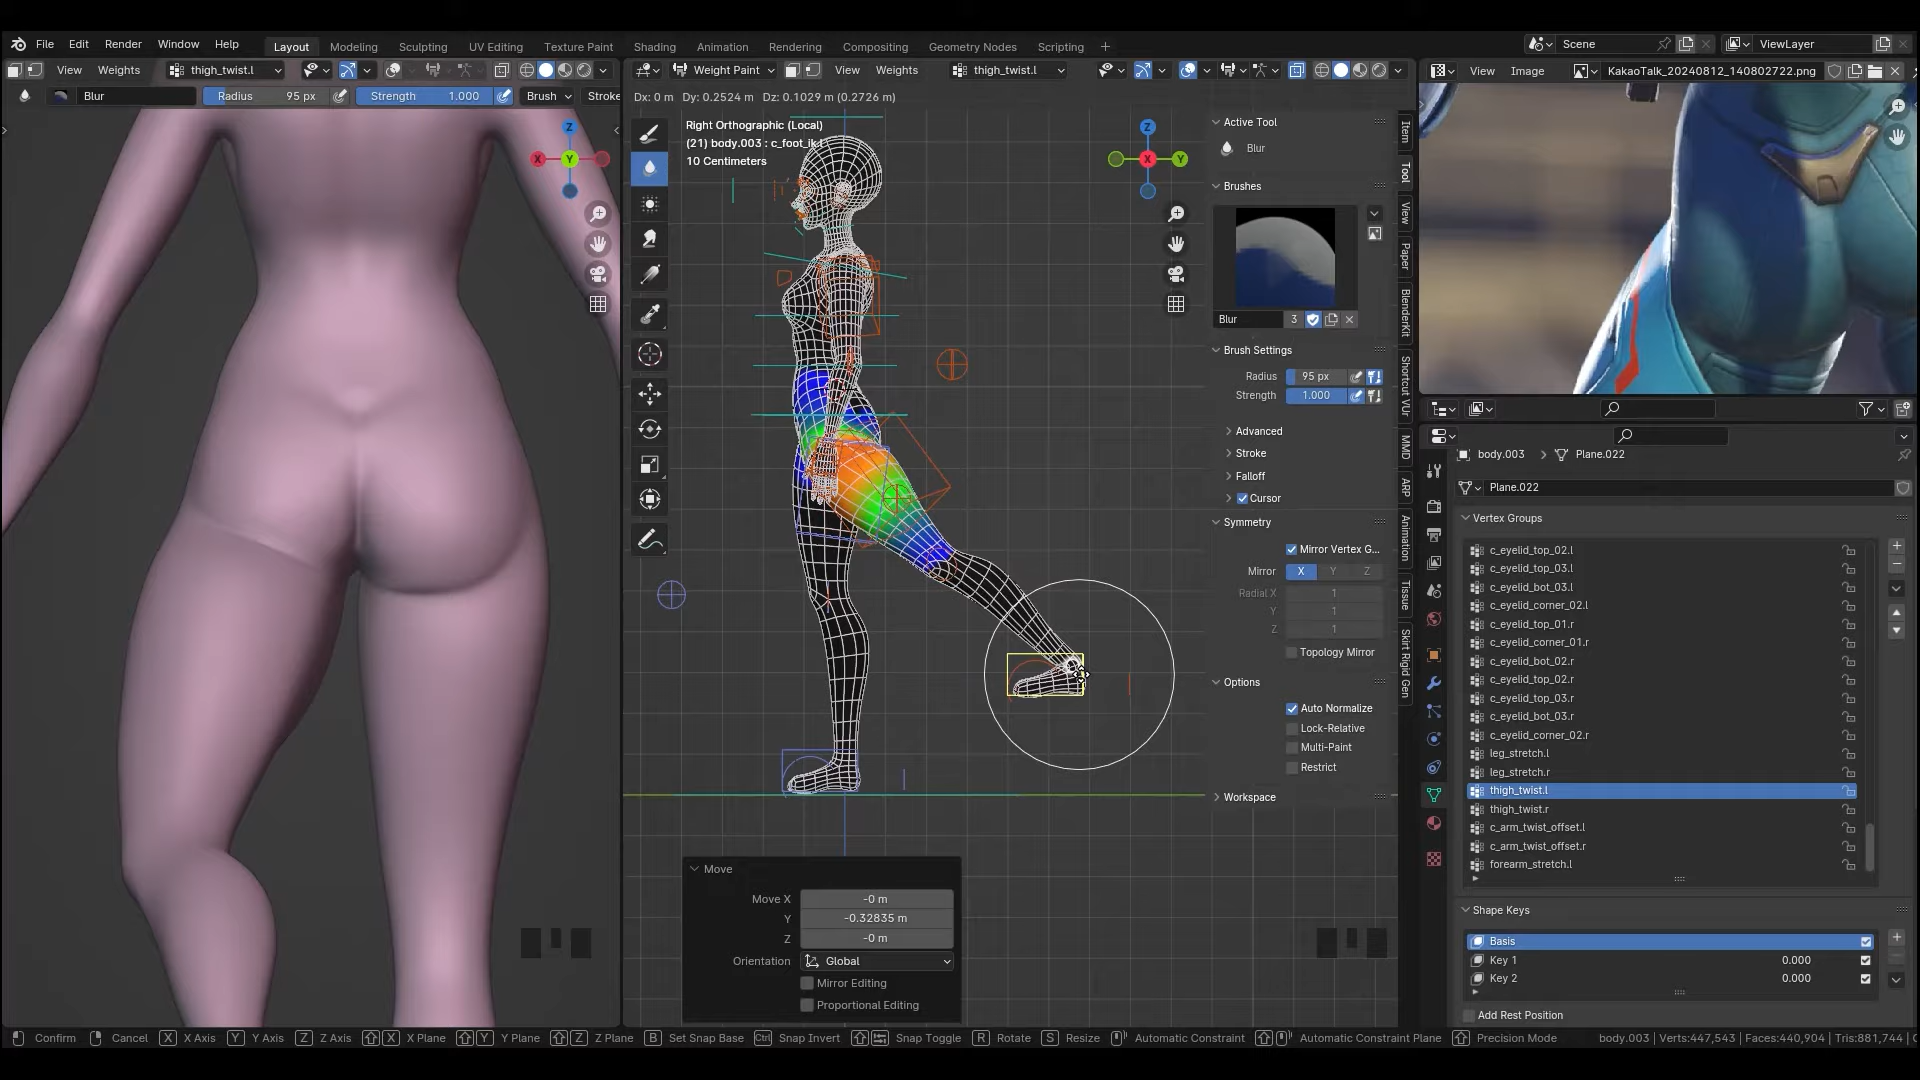 File Edit Render Window Help Layout Modeling Sculpting UV Editing Texture Paint Shading Animation Rendering Compositing Geometry Nodes Scripting + Scene ViewLayer
View Weights thigh_twist.l Weight Paint View Weights thigh_twist.l View Image KakaoTalk_20240812_140802722.png
Blur Radius 95 px Strength 1.000 Brush Stroke Dx: 0 m Dy: 0.2524 m Dz: 0.1029 m (0.2726 m)
Right Orthographic (Local)
(21) body.003 : c_foot_ik.l
10 Centimeters
Z
X
Y
Z
X
Y
Active Tool
Blur
Brushes
Blur 3
Brush Settings
Radius 95 px
Strength 1.000
Advanced
Stroke
Falloff
Cursor
Symmetry
Mirror Vertex G...
Mirror X Y Z
Radial X 1
Y 1
Z 1
Topology Mirror
Options
Auto Normalize
Lock-Relative
Multi-Paint
Restrict
Workspace
Item
Tool
View
Paper
BlenderKit
Shortcut VUr
MMD
ARP
Animation
Tissue
Skirt Rigid Gen
body.003 Plane.022
Plane.022
Vertex Groups
c_eyelid_top_02.l
c_eyelid_top_03.l
c_eyelid_bot_03.l
c_eyelid_corner_02.l
c_eyelid_top_01.r
c_eyelid_corner_01.r
c_eyelid_bot_02.r
c_eyelid_top_02.r
c_eyelid_top_03.r
c_eyelid_bot_03.r
c_eyelid_corner_02.r
leg_stretch.l
leg_stretch.r
thigh_twist.l
thigh_twist.r
c_arm_twist_offset.l
c_arm_twist_offset.r
forearm_stretch.l
Shape Keys
Basis
Key 1 0.000
Key 2 0.000
Add Rest Position
Move
Move X -0 m
Y -0.32835 m
Z -0 m
Orientation Global
Mirror Editing
Proportional Editing
Confirm Cancel X X Axis Y Y Axis Z Z Axis X X Plane Y Y Plane Z Z Plane B Set Snap Base Ctrl Snap Invert Snap Toggle R Rotate S Resize Automatic Constraint Automatic Constraint Plane Precision Mode body.003 | Verts:447,543 | Faces:440,904 | Tris:881,744 |